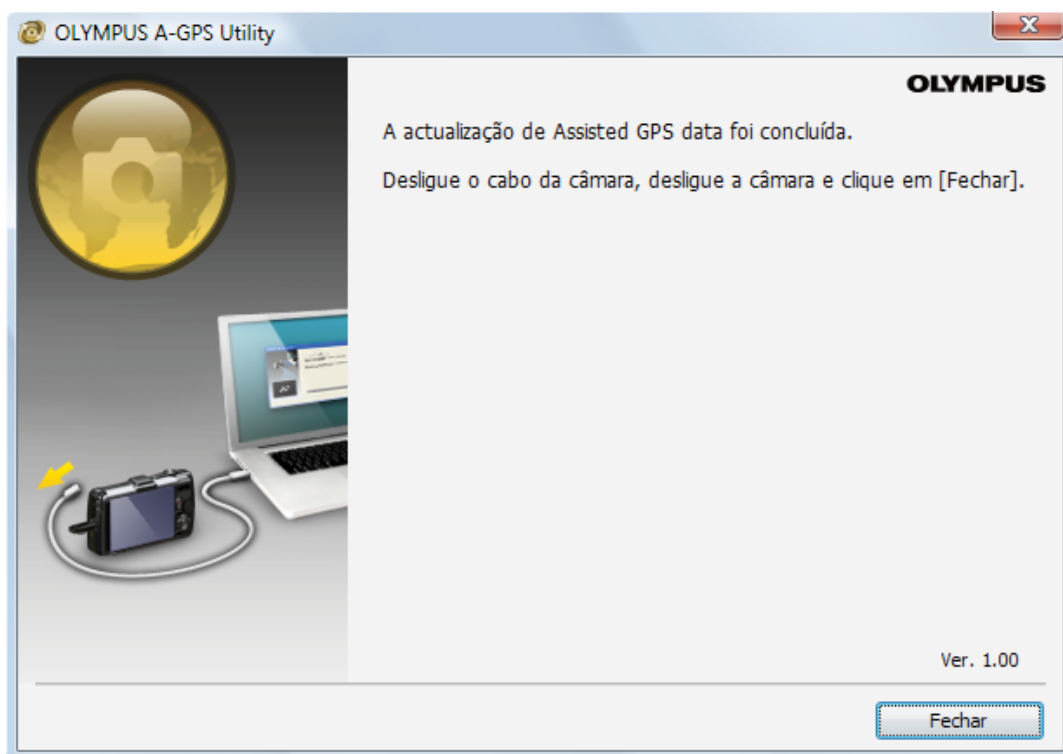 OLYMPUS A-GPS Utility
OLYMPUS
A actualização de Assisted GPS data foi concluída.
Desligue o cabo da câmara, desligue a câmara e clique em [Fechar].
Ver. 1.00
Fechar